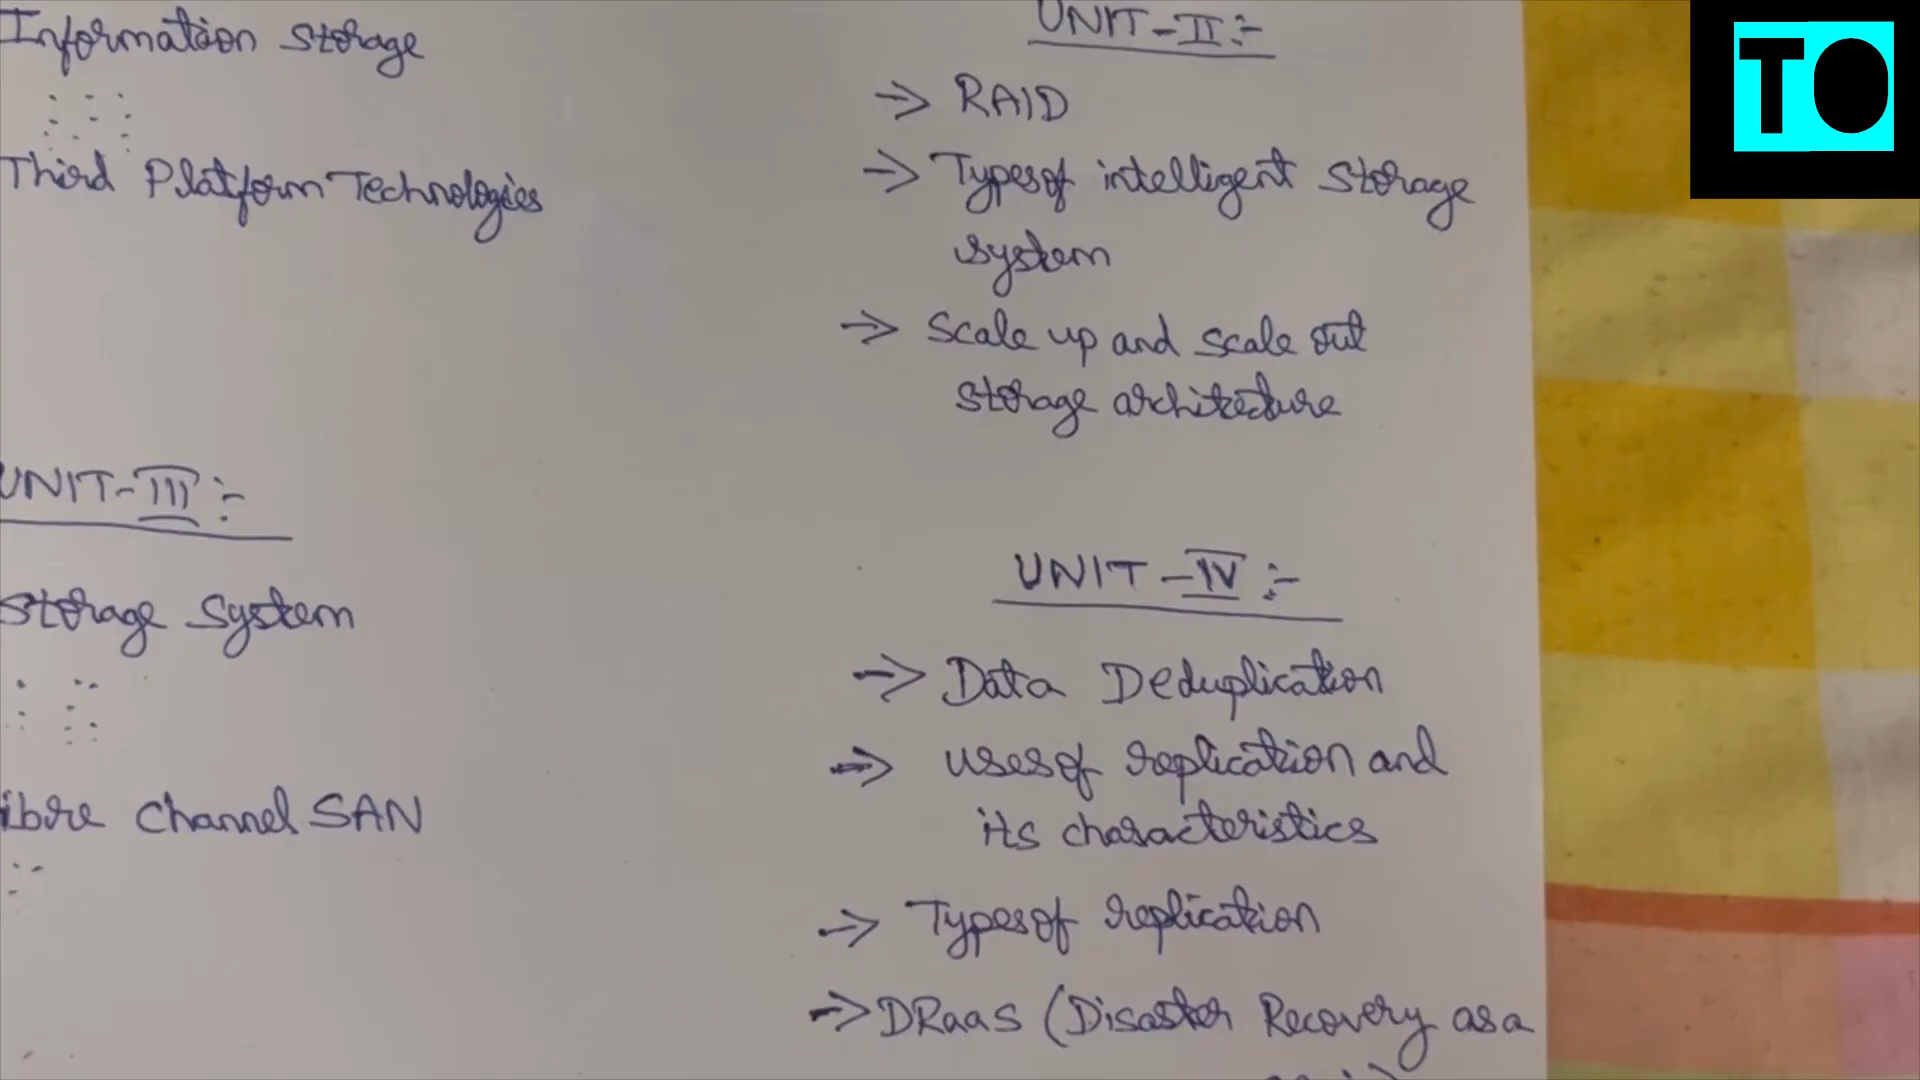 Information Storage
Third Platform Technologies
UNIT-II:-
→ RAID
→ Types of intelligent Storage
system
→ Scale up and scale out
storage architecture
UNIT-III:-
Storage System
ibre Channel SAN
UNIT-IV:-
→ Data Deduplication
→ uses of replication and
its characteristics
→ Types of replication
→ DRaaS (Disaster Recovery as a
TO